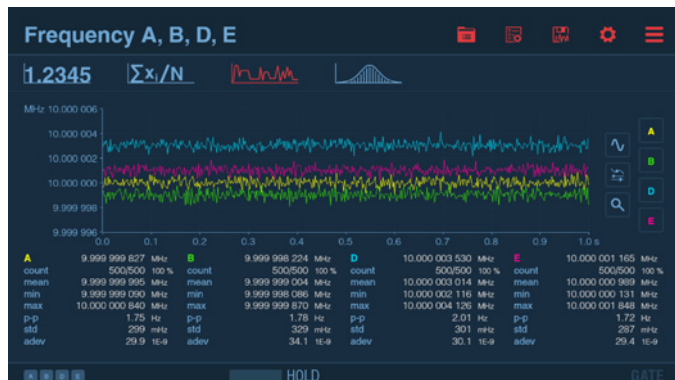 Frequency A, B, D, E
1.2345 ∑xᵢ/N
MHz 10.000 006
10.000 004
10.000 002
10.000 000
9.999 998
9.999 996
0.0 0.1 0.2 0.3 0.4 0.5 0.6 0.7 0.8 0.9 1.0 s
A
B
D
E
A 9.999 999 827 MHz B 9.999 998 224 MHz D 10.000 003 530 MHz E 10.000 001 165 MHz
count 500/500 100 % count 500/500 100 % count 500/500 100 % count 500/500 100 %
mean 9.999 999 995 MHz mean 9.999 999 004 MHz mean 10.000 003 014 MHz mean 10.000 000 989 MHz
min 9.999 999 090 MHz min 9.999 998 086 MHz min 10.000 002 116 MHz min 10.000 000 131 MHz
max 10.000 000 840 MHz max 9.999 999 870 MHz max 10.000 004 126 MHz max 10.000 001 848 MHz
p-p 1.75 Hz p-p 1.78 Hz p-p 2.01 Hz p-p 1.72 Hz
std 299 mHz std 329 mHz std 301 mHz std 287 mHz
adev 29.9 1E-9 adev 34.1 1E-9 adev 30.1 1E-9 adev 29.4 1E-9
A B D E HOLD GATE